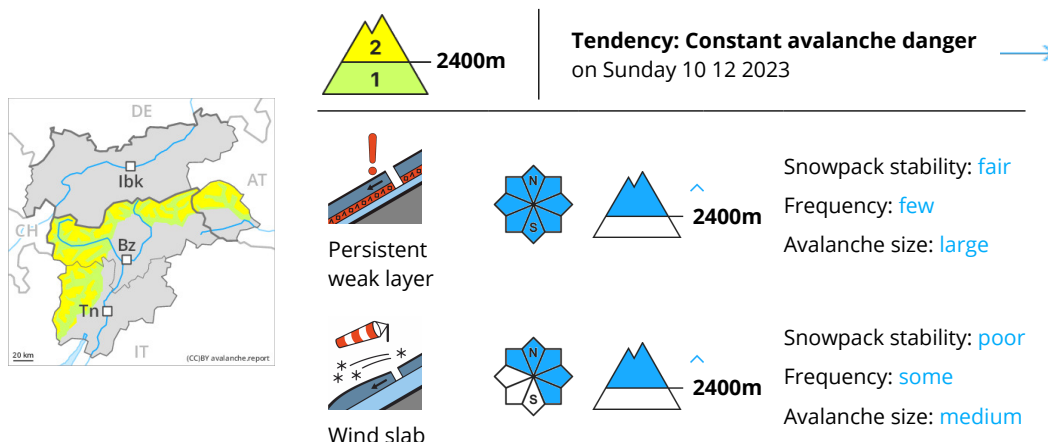 2
1
2400m
Tendency: Constant avalanche danger
on Sunday 10 12 2023
DE
Ibk
AT
CH
Bz
Tn
IT
20 km
(CC)BY avalanche.report
Persistent
weak layer
N
S
2400m
Snowpack stability: fair
Frequency: few
Avalanche size: large
Wind slab
N
S
2400m
Snowpack stability: poor
Frequency: some
Avalanche size: medium